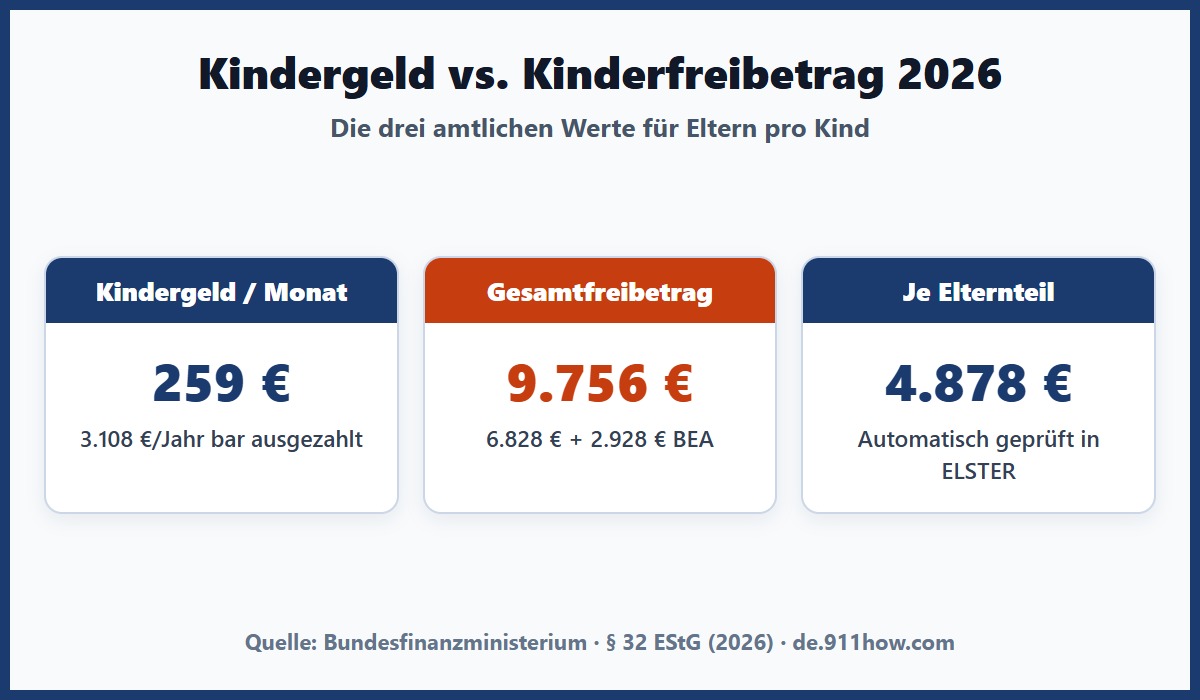 Kindergeld vs. Kinderfreibetrag 2026
Die drei amtlichen Werte für Eltern pro Kind
Kindergeld / Monat
259 €
3.108 €/Jahr bar ausgezahlt
Gesamtfreibetrag
9.756 €
6.828 € + 2.928 € BEA
Je Elternteil
4.878 €
Automatisch geprüft in
ELSTER
Quelle: Bundesfinanzministerium · § 32 EStG (2026) · de.911how.com